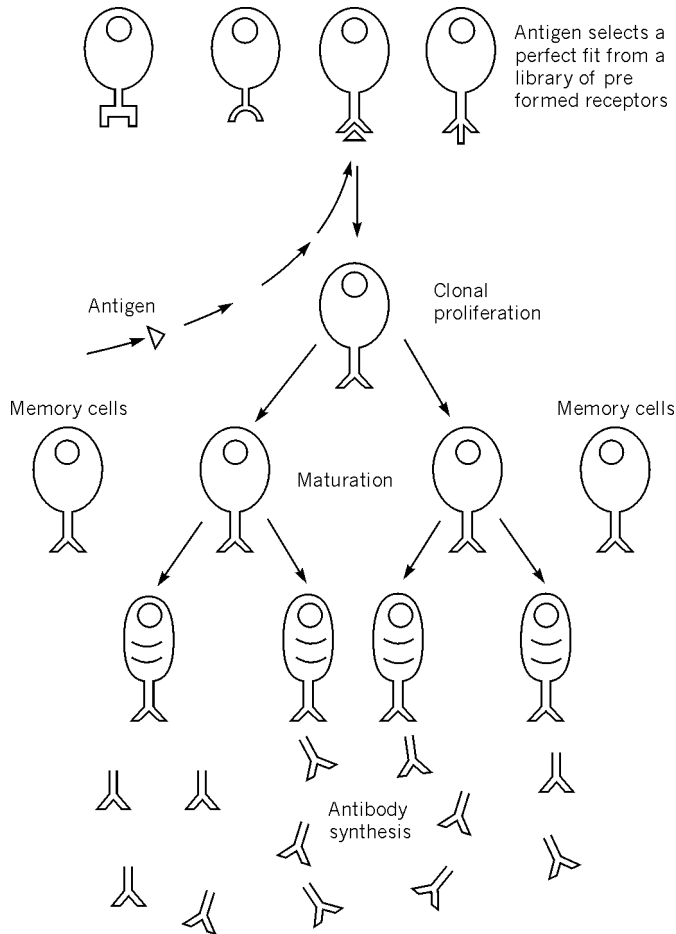 Antigen selects a
perfect fit from a
library of pre
formed receptors
Antigen
Clonal
proliferation
Memory cells
Memory cells
Maturation
Antibody
synthesis